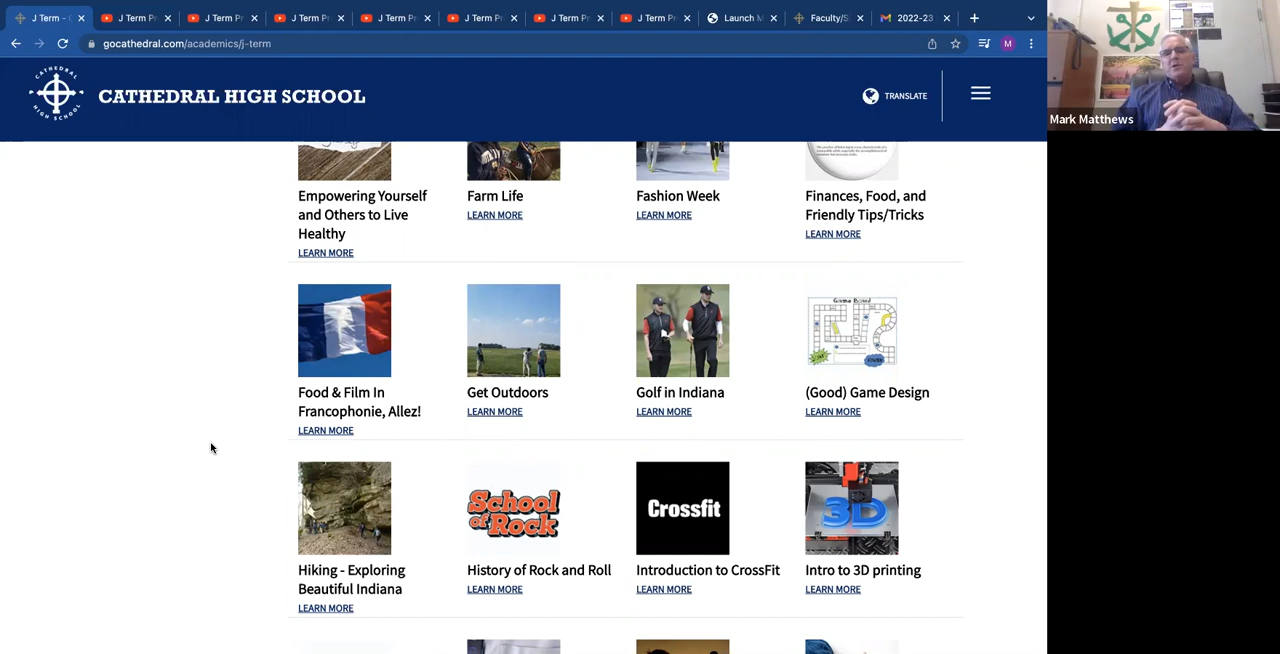 J Term - C
J Term Pr
J Term Pr
J Term Pr
J Term Pr
J Term Pr
J Term Pr
J Term Pr
Launch M
Faculty/S
2022-23
gocathedral.com/academics/j-term
M
CATHEDRAL
HIGH SCHOOL
CATHEDRAL HIGH SCHOOL
TRANSLATE
Mark Matthews
Empowering Yourself
and Others to Live
Healthy
LEARN MORE
Farm Life
LEARN MORE
Fashion Week
LEARN MORE
Finances, Food, and
Friendly Tips/Tricks
LEARN MORE
Food & Film In
Francophonie, Allez!
LEARN MORE
Get Outdoors
LEARN MORE
Golf in Indiana
LEARN MORE
Game Board
(Good) Game Design
LEARN MORE
Hiking - Exploring
Beautiful Indiana
LEARN MORE
School
of Rock
History of Rock and Roll
LEARN MORE
Crossfit
Introduction to CrossFit
LEARN MORE
3D
Intro to 3D printing
LEARN MORE